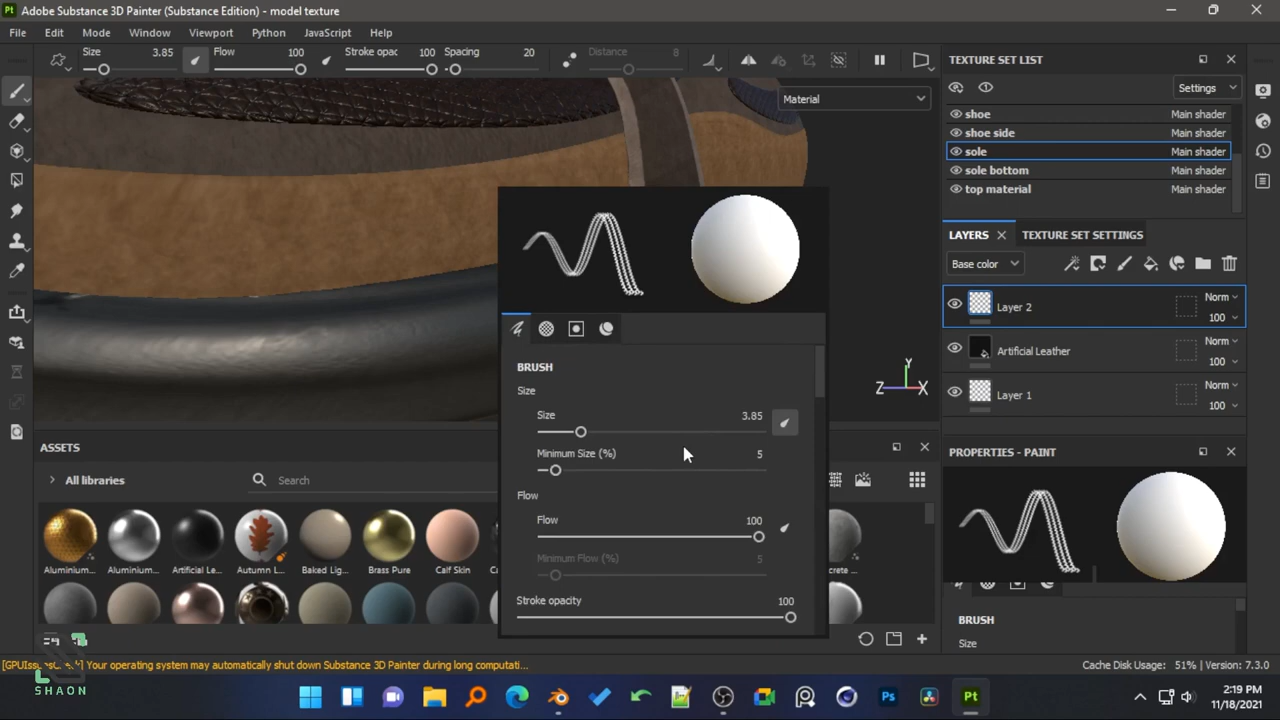 Pt Adobe Substance 3D Painter (Substance Edition) - model texture
File Edit Mode Window Viewport Python JavaScript Help
Size 3.85 Flow 100 Stroke opac 100 Spacing 20 Distance 8
Material
TEXTURE SET LIST
Settings
shoe Main shader
shoe side Main shader
sole Main shader
sole bottom Main shader
top material Main shader
LAYERS TEXTURE SET SETTINGS
Base color
Layer 2 Norm 100
Artificial Leather Norm 100
Layer 1 Norm 100
Y
Z X
BRUSH
Size
Size 3.85
Minimum Size (%) 5
Flow
Flow 100
Minimum Flow (%) 5
Stroke opacity 100
PROPERTIES - PAINT
BRUSH
Size
ASSETS
All libraries
Search
Aluminium... Aluminium... Artificial Le... Autumn L... Baked Lig... Brass Pure Calf Skin
[GPUIssuesCheck] Your operating system may automatically shut down Substance 3D Painter during long computati...
Cache Disk Usage: 51% | Version: 7.3.0
SHAON
Ps Pt
2:19 PM
11/18/2021